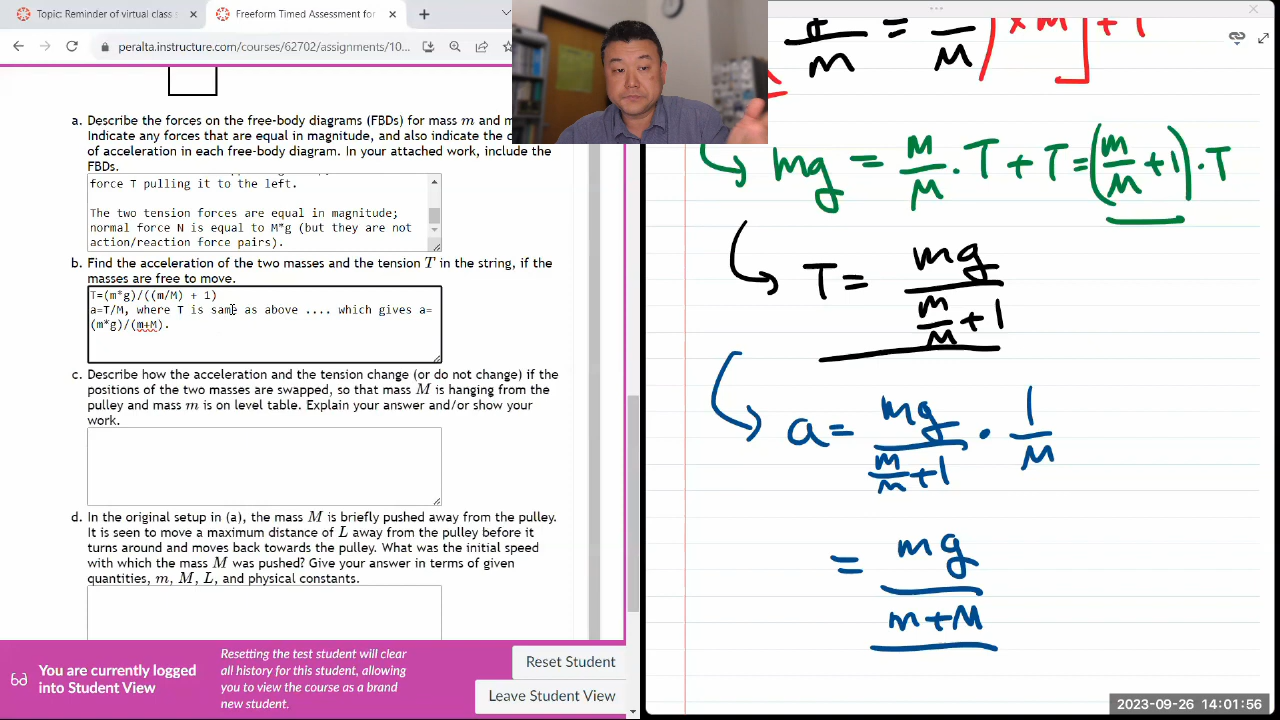 Topic: Reminder of virtual class
Freeform Timed Assessment for
peralta.instructure.com/courses/62702/assignments/10...
a. Describe the forces on the free-body diagrams (FBDs) for mass m and
Indicate any forces that are equal in magnitude, and also indicate the
of acceleration in each free-body diagram. In your attached work, include the
FBDs.
force T pulling it to the left.
The two tension forces are equal in magnitude;
normal force N is equal to M*g (but they are not
action/reaction force pairs).
b. Find the acceleration of the two masses and the tension T in the string, if the
masses are free to move.
T=(m*g)/((m/M) + 1)
a=T/M, where T is same as above .... which gives a=
(m*g)/(m+M).
c. Describe how the acceleration and the tension change (or do not change) if the
positions of the two masses are swapped, so that mass M is hanging from the
pulley and mass m is on level table. Explain your answer and/or show your
work.
d. In the original setup in (a), the mass M is briefly pushed away from the pulley.
It is seen to move a maximum distance of L away from the pulley before it
turns around and moves back towards the pulley. What was the initial speed
with which the mass M was pushed? Give your answer in terms of given
quantities, m, M, L, and physical constants.
You are currently logged
into Student View
Resetting the test student will clear
all history for this student, allowing
you to view the course as a brand
new student.
Reset Student
Leave Student View
mg = m/M · T + T = (m/M + 1) · T
T = mg/(m/M + 1)
a = mg/(m/M + 1) · 1/M
= mg/(m + M)
2023-09-26 14:01:56